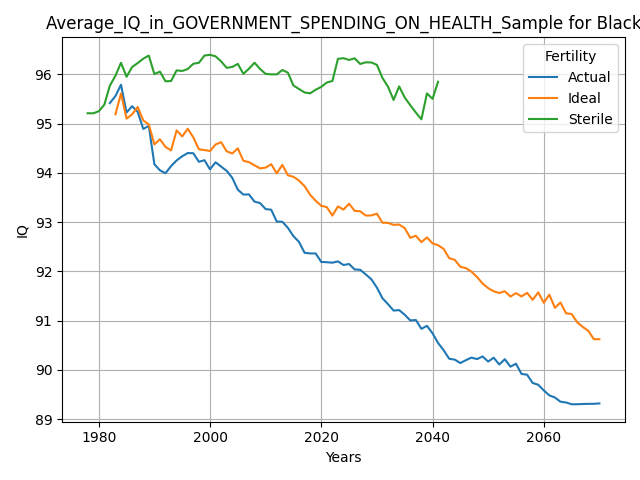 Average_IQ_in_GOVERNMENT_SPENDING_ON_HEALTH_Sample for Black
Fertility
Actual
Ideal
Sterile
IQ
96
95
94
93
92
91
90
89
1980
2000
2020
2040
2060
Years